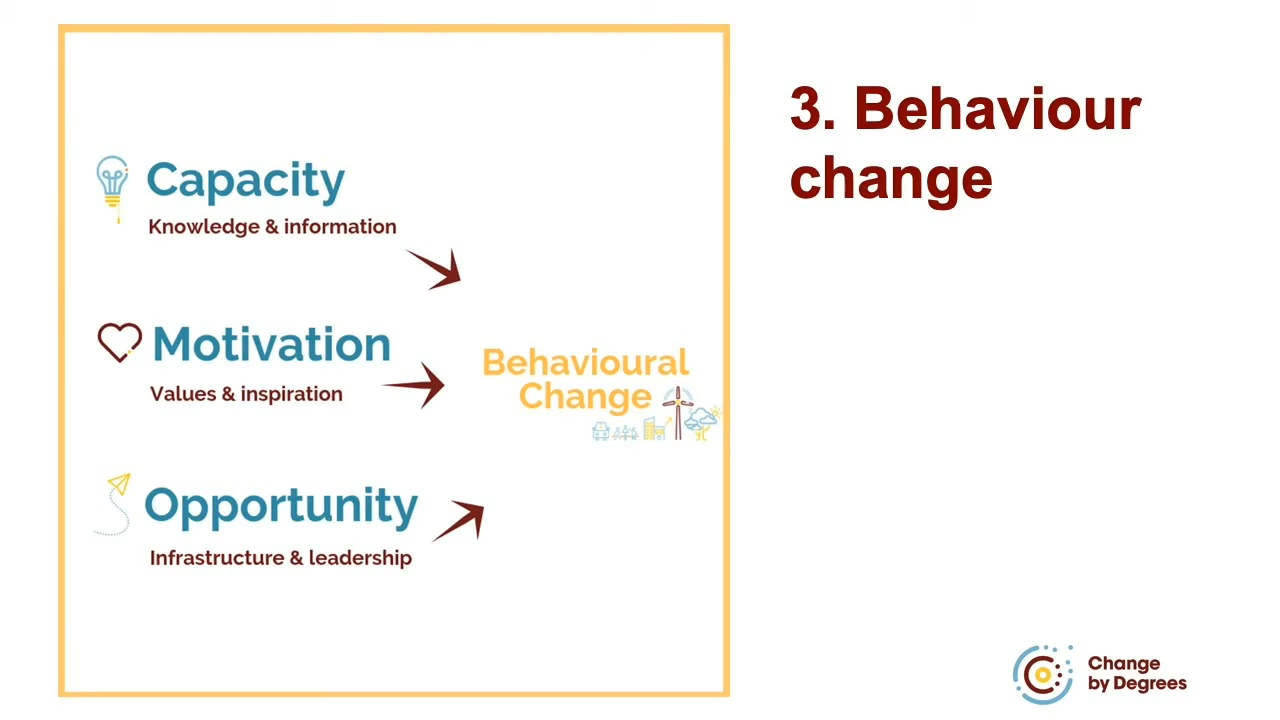 3. Behaviour
change
Capacity
Knowledge & information
Motivation
Values & inspiration
Behavioural
Change
Opportunity
Infrastructure & leadership
Change
by Degrees